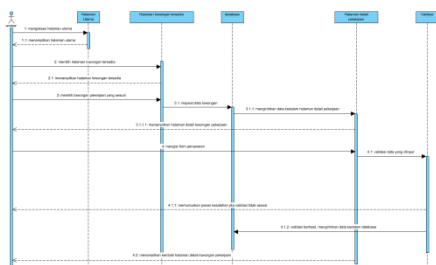 Halaman Utama
Halaman lowongan tersedia
database
Halaman detail pekerjaan
Validasi
1: mengakses halaman utama
1.1: menampilkan halaman utama
2: memilih halaman lowongan tersedia
2.1: menampilkan halaman lowongan tersedia
3: memilih lowongan pekerjaan yang sesuai
3.1: request data lowongan
3.1.1: mengirimkan data kedalam halaman detail pekerjaan
3.1.1.1: menampilkan halaman detail lowongan pekerjaan
4: mengisi form persyaratan
4.1: validasi data yang diinput
4.1.1: memunculkan pesan kesalahan jika validasi tidak sesuai
4.1.2: validasi berhasil, mengirimkan data kedalam database
4.2: menampilkan kembali halaman detail lowongan pekerjaan